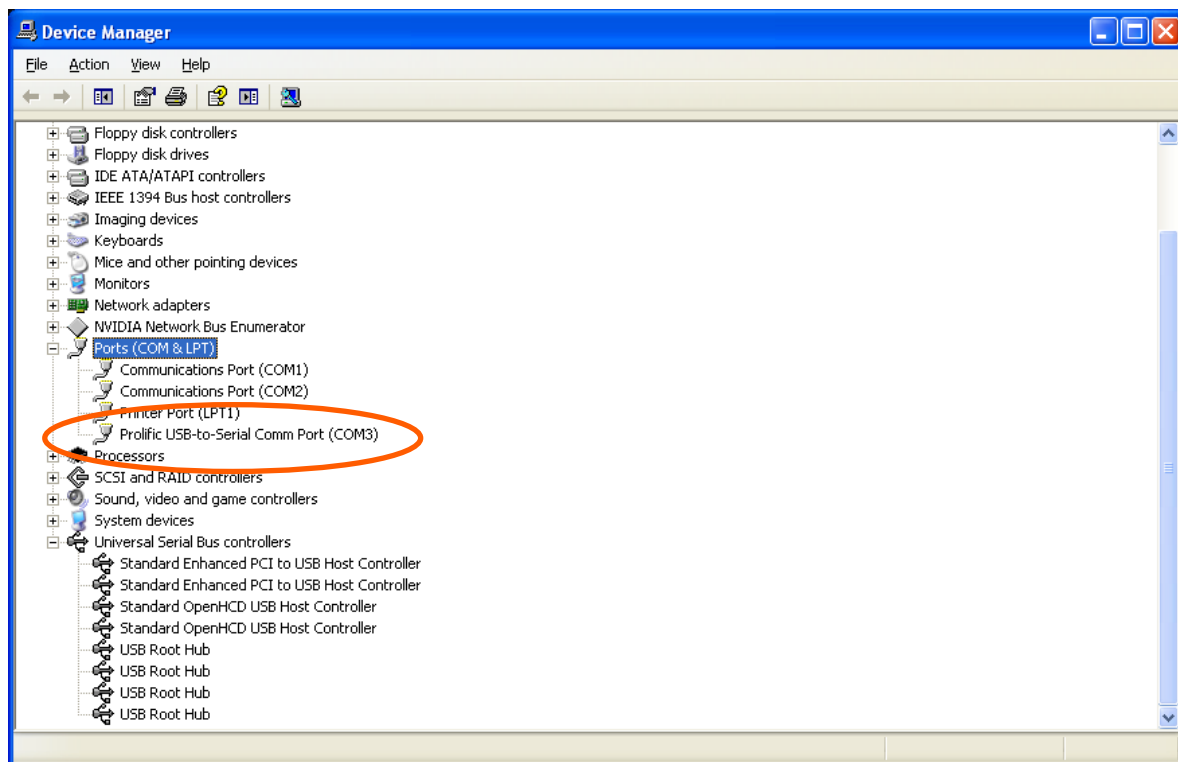 Device Manager
File Action View Help
Floppy disk controllers
Floppy disk drives
IDE ATA/ATAPI controllers
IEEE 1394 Bus host controllers
Imaging devices
Keyboards
Mice and other pointing devices
Monitors
Network adapters
NVIDIA Network Bus Enumerator
Ports (COM & LPT)
Communications Port (COM1)
Communications Port (COM2)
Printer Port (LPT1)
Prolific USB-to-Serial Comm Port (COM3)
Processors
SCSI and RAID controllers
Sound, video and game controllers
System devices
Universal Serial Bus controllers
Standard Enhanced PCI to USB Host Controller
Standard Enhanced PCI to USB Host Controller
Standard OpenHCD USB Host Controller
Standard OpenHCD USB Host Controller
USB Root Hub
USB Root Hub
USB Root Hub
USB Root Hub